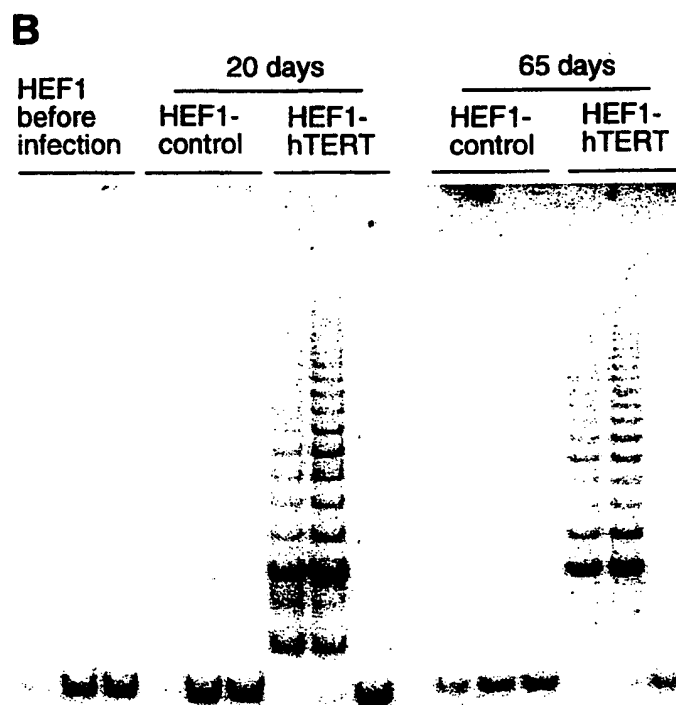 B
20 days
65 days
HEF1
before
infection
HEF1-
control
HEF1-
hTERT
HEF1-
control
HEF1-
hTERT